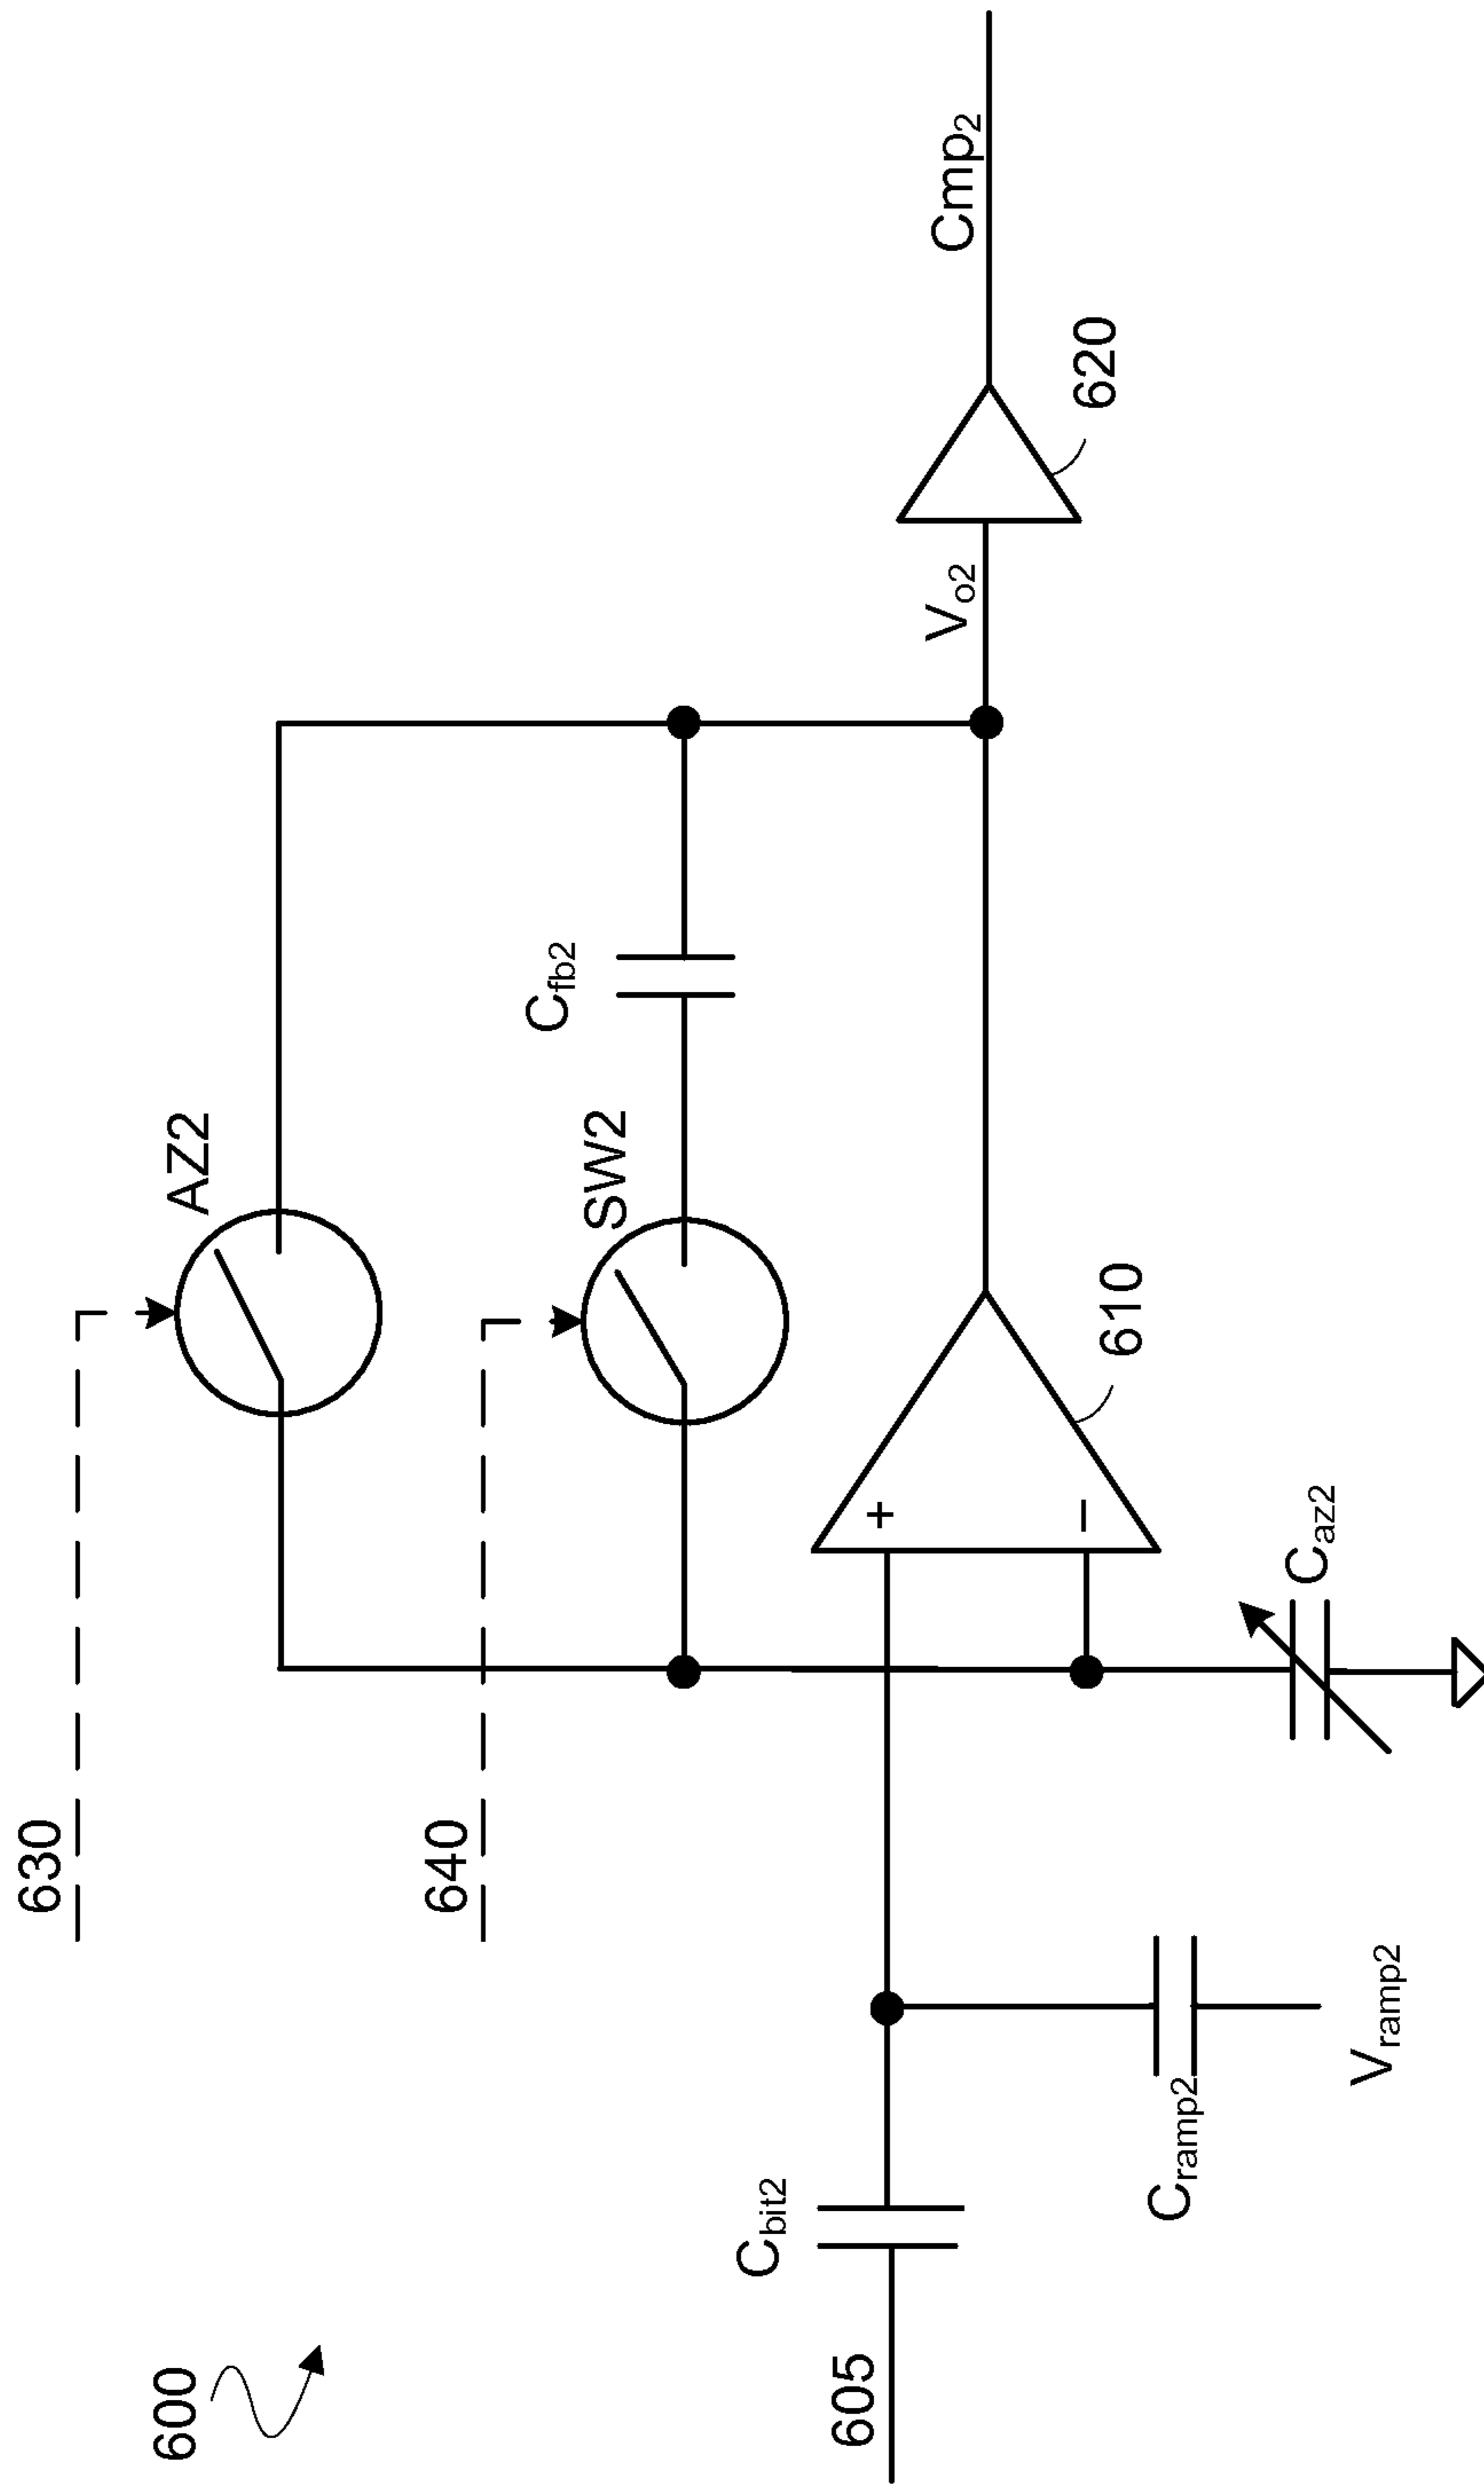 600
630
AZ2
640
SW2
Cfb2
605
Cbit2
+
−
610
Vo2
620
Cmp2
Cramp2
Vramp2
Caz2